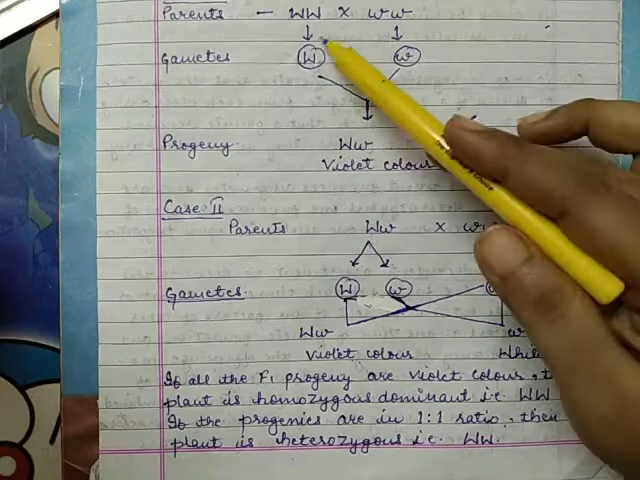 Parents - WW x ww
Gametes W w
Progeny Ww
Violet colour
Case II
Parents Ww x ww
Gametes W w
Ww
Violet colour
If all the F1 progeny are violet colour, t
plant is homozygous dominant i.e. WW
If the progenies are in 1:1 ratio, then
plant is heterozygous i.e. Ww.